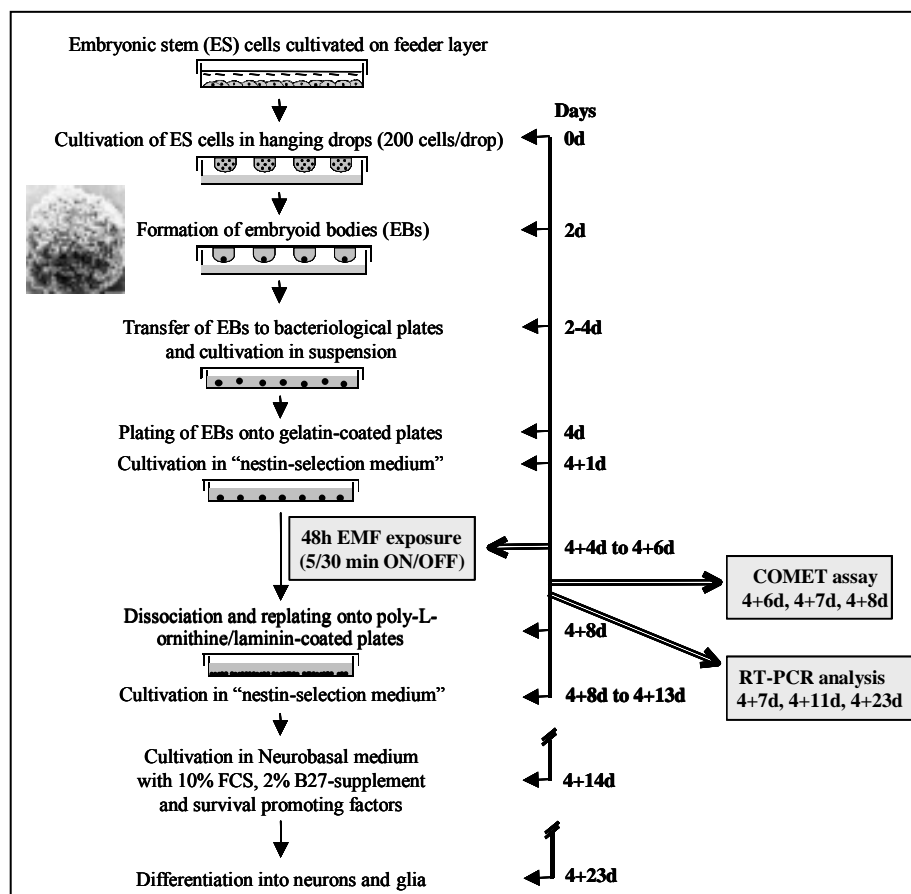 Embryonic stem (ES) cells cultivated on feeder layer
Days
Cultivation of ES cells in hanging drops (200 cells/drop)
0d
Formation of embryoid bodies (EBs)
2d
Transfer of EBs to bacteriological plates
and cultivation in suspension
2-4d
Plating of EBs onto gelatin-coated plates
4d
Cultivation in “nestin-selection medium”
4+1d
48h EMF exposure
(5/30 min ON/OFF)
4+4d to 4+6d
COMET assay
4+6d, 4+7d, 4+8d
Dissociation and replating onto poly-L-
ornithine/laminin-coated plates
4+8d
RT-PCR analysis
4+7d, 4+11d, 4+23d
Cultivation in “nestin-selection medium”
4+8d to 4+13d
Cultivation in Neurobasal medium
with 10% FCS, 2% B27-supplement
and survival promoting factors
4+14d
Differentiation into neurons and glia
4+23d